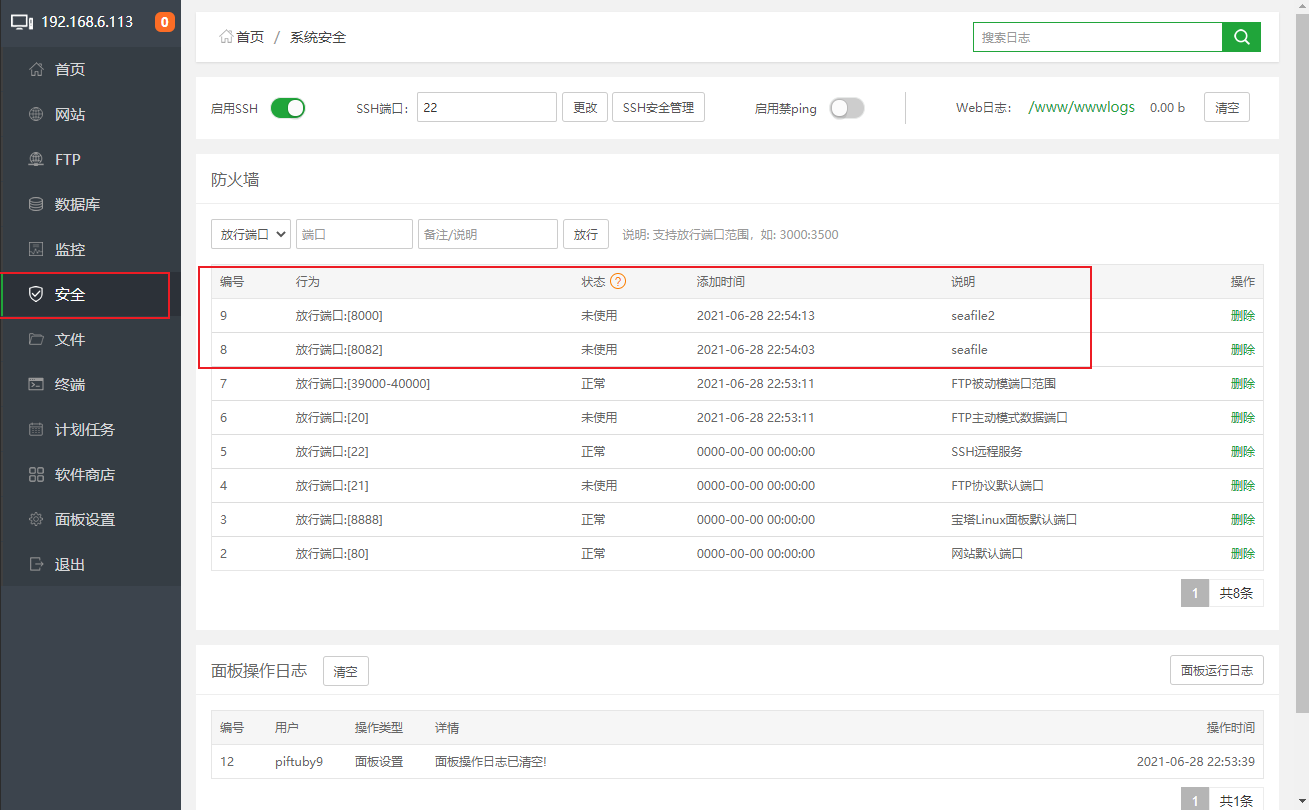 192.168.6.113 0
首页
网站
FTP
数据库
监控
安全
文件
终端
计划任务
软件商店
面板设置
退出
首页 / 系统安全
搜索日志
启用SSH SSH端口: 22 更改 SSH安全管理 启用禁ping Web日志: /www/wwwlogs 0.00 b 清空
防火墙
放行端口 端口 备注/说明 放行 说明: 支持放行端口范围，如: 3000:3500
编号 行为 状态 ? 添加时间 说明 操作
9 放行端口:[8000] 未使用 2021-06-28 22:54:13 seafile2 删除
8 放行端口:[8082] 未使用 2021-06-28 22:54:03 seafile 删除
7 放行端口:[39000-40000] 正常 2021-06-28 22:53:11 FTP被动模端口范围 删除
6 放行端口:[20] 未使用 2021-06-28 22:53:11 FTP主动模式数据端口 删除
5 放行端口:[22] 正常 0000-00-00 00:00:00 SSH远程服务 删除
4 放行端口:[21] 未使用 0000-00-00 00:00:00 FTP协议默认端口 删除
3 放行端口:[8888] 正常 0000-00-00 00:00:00 宝塔Linux面板默认端口 删除
2 放行端口:[80] 正常 0000-00-00 00:00:00 网站默认端口 删除
1 共8条
面板操作日志 清空 面板运行日志
编号 用户 操作类型 详情 操作时间
12 piftuby9 面板设置 面板操作日志已清空! 2021-06-28 22:53:39
1 共1条